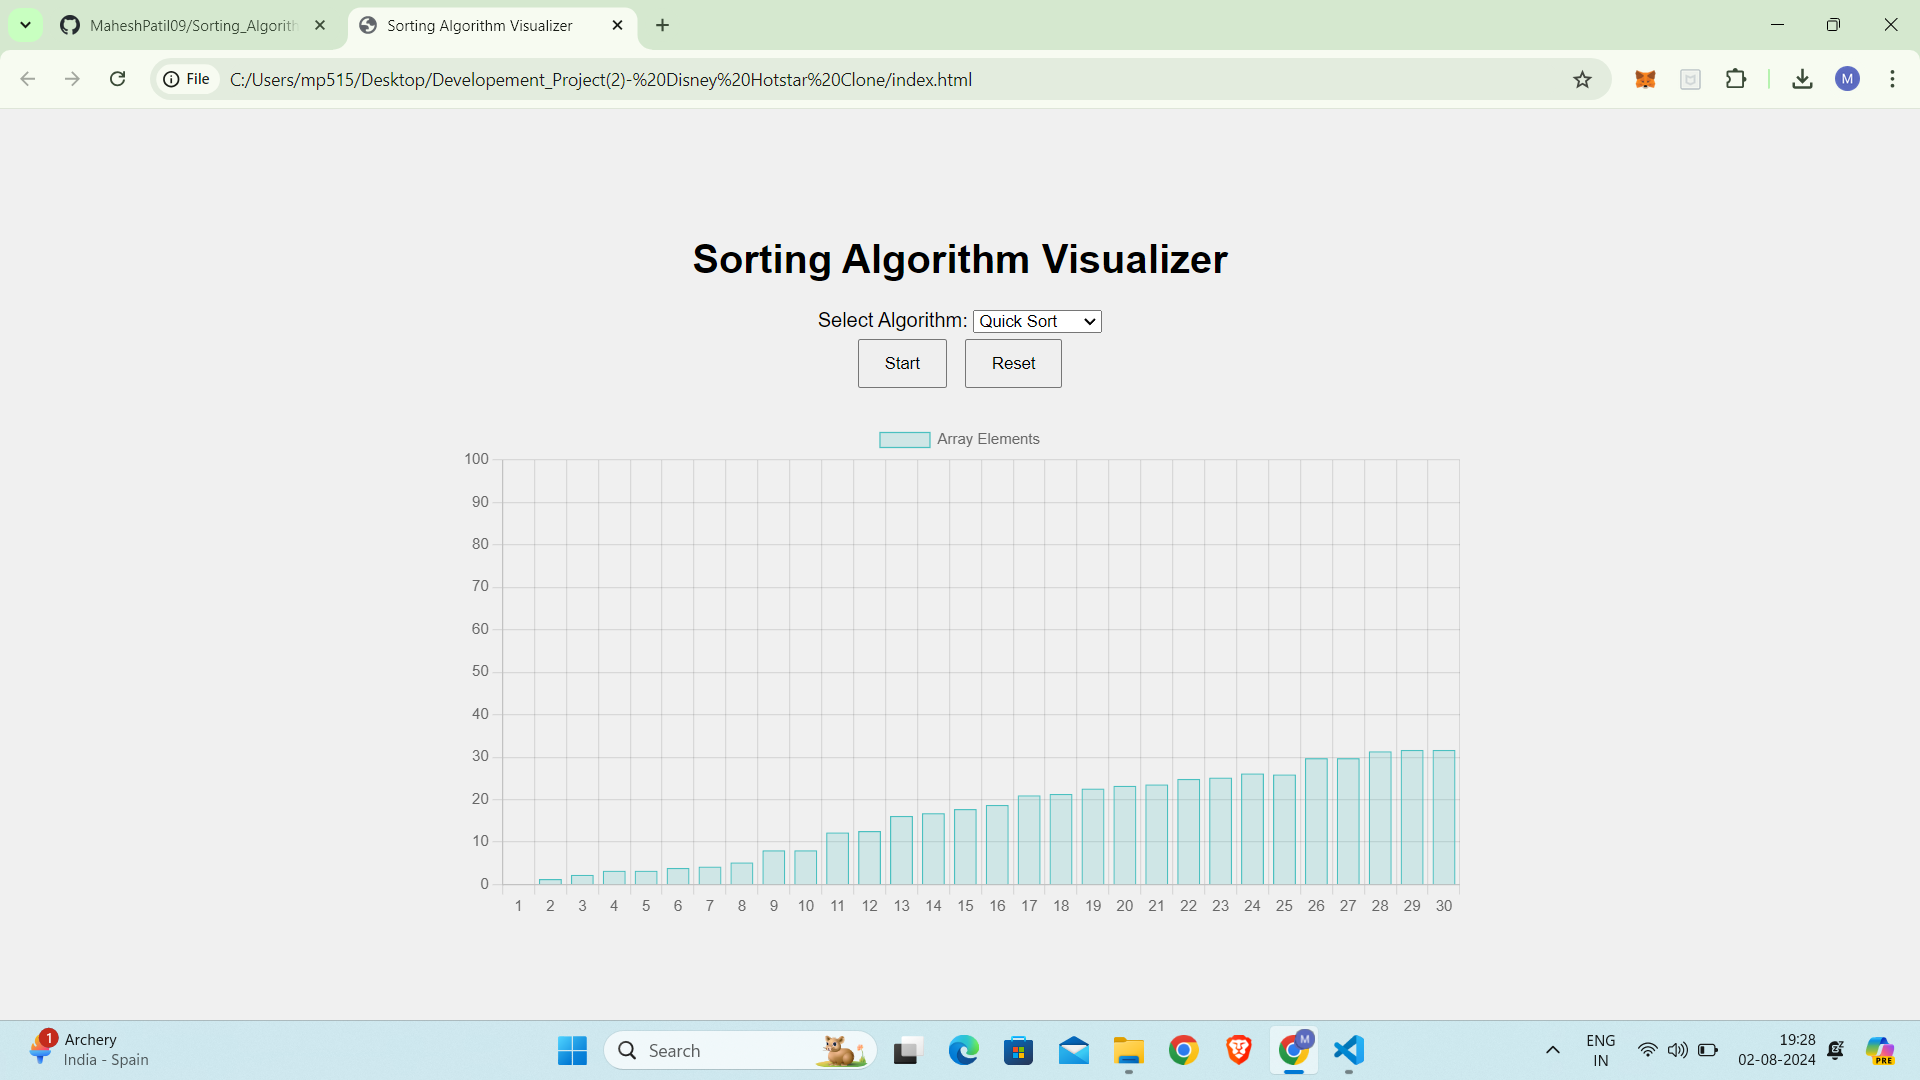 MaheshPatil09/Sorting_Algorith
Sorting Algorithm Visualizer
File
C:/Users/mp515/Desktop/Developement_Project(2)-%20Disney%20Hotstar%20Clone/index.html
M
Sorting Algorithm Visualizer
Select Algorithm: Quick Sort
Start Reset
Array Elements
100
90
80
70
60
50
40
30
20
10
0
1 2 3 4 5 6 7 8 9 10 11 12 13 14 15 16 17 18 19 20 21 22 23 24 25 26 27 28 29 30
1
Archery
India - Spain
Search
M
ENG
IN
19:28
02-08-2024
PRE